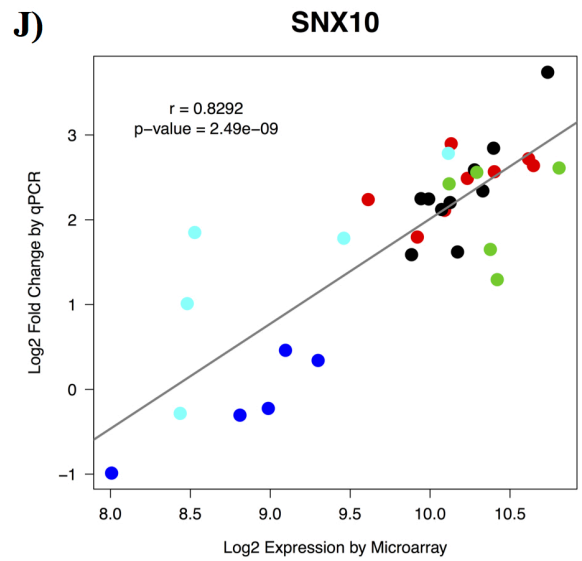 J)
SNX10
r = 0.8292
p-value = 2.49e-09
Log2 Fold Change by qPCR
3
2
1
0
−1
8.0 8.5 9.0 9.5 10.0 10.5
Log2 Expression by Microarray